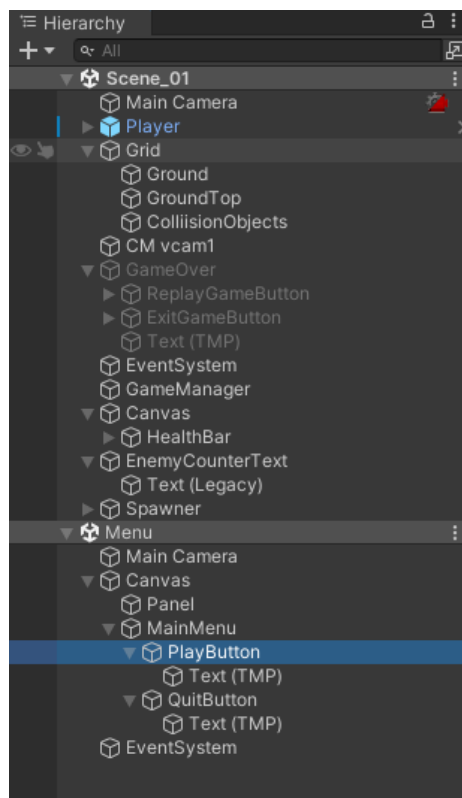 Hierarchy
All
Scene_01
Main Camera
Player
Grid
Ground
GroundTop
ColliisionObjects
CM vcam1
GameOver
ReplayGameButton
ExitGameButton
Text (TMP)
EventSystem
GameManager
Canvas
HealthBar
EnemyCounterText
Text (Legacy)
Spawner
Menu
Main Camera
Canvas
Panel
MainMenu
PlayButton
Text (TMP)
QuitButton
Text (TMP)
EventSystem